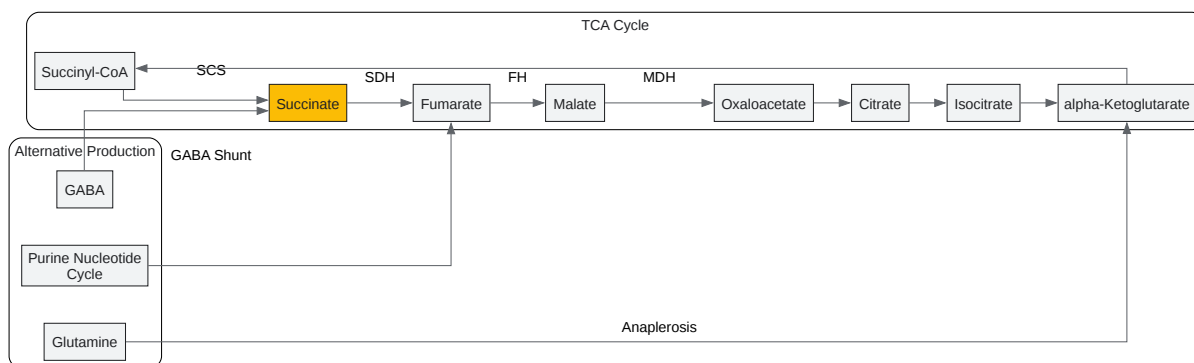 TCA Cycle
Succinyl-CoA
SCS
SDH
FH
MDH
Succinate
Fumarate
Malate
Oxaloacetate
Citrate
Isocitrate
alpha-Ketoglutarate
Alternative Production
GABA Shunt
GABA
Purine Nucleotide
Cycle
Glutamine
Anaplerosis